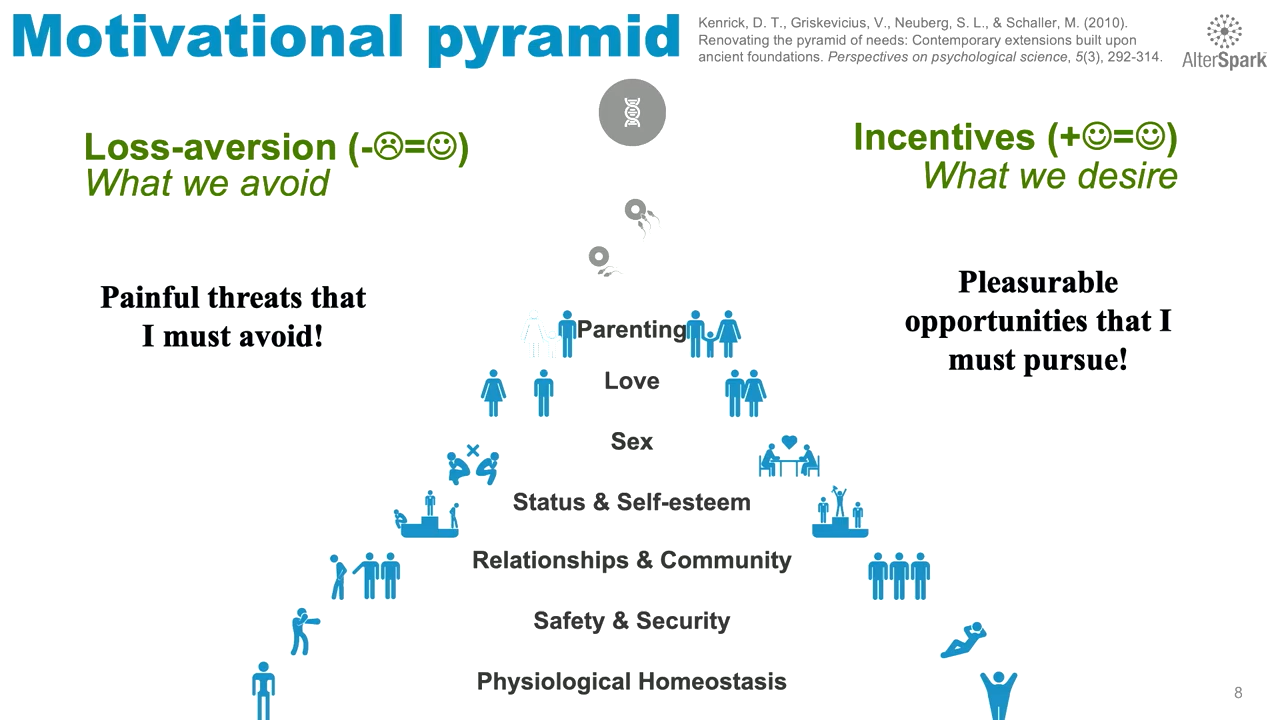 Motivational pyramid
Kenrick, D. T., Griskevicius, V., Neuberg, S. L., & Schaller, M. (2010).
Renovating the pyramid of needs: Contemporary extensions built upon
ancient foundations. Perspectives on psychological science, 5(3), 292-314.
AlterSpark
Loss-aversion (-☹=☺)
What we avoid
Incentives (+☺=☺)
What we desire
Painful threats that
I must avoid!
Pleasurable
opportunities that I
must pursue!
Parenting
Love
Sex
Status & Self-esteem
Relationships & Community
Safety & Security
Physiological Homeostasis
8